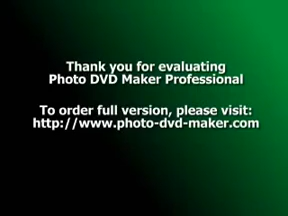 Thank you for evaluating
Photo DVD Maker Professional
To order full version, please visit:
http://www.photo-dvd-maker.com